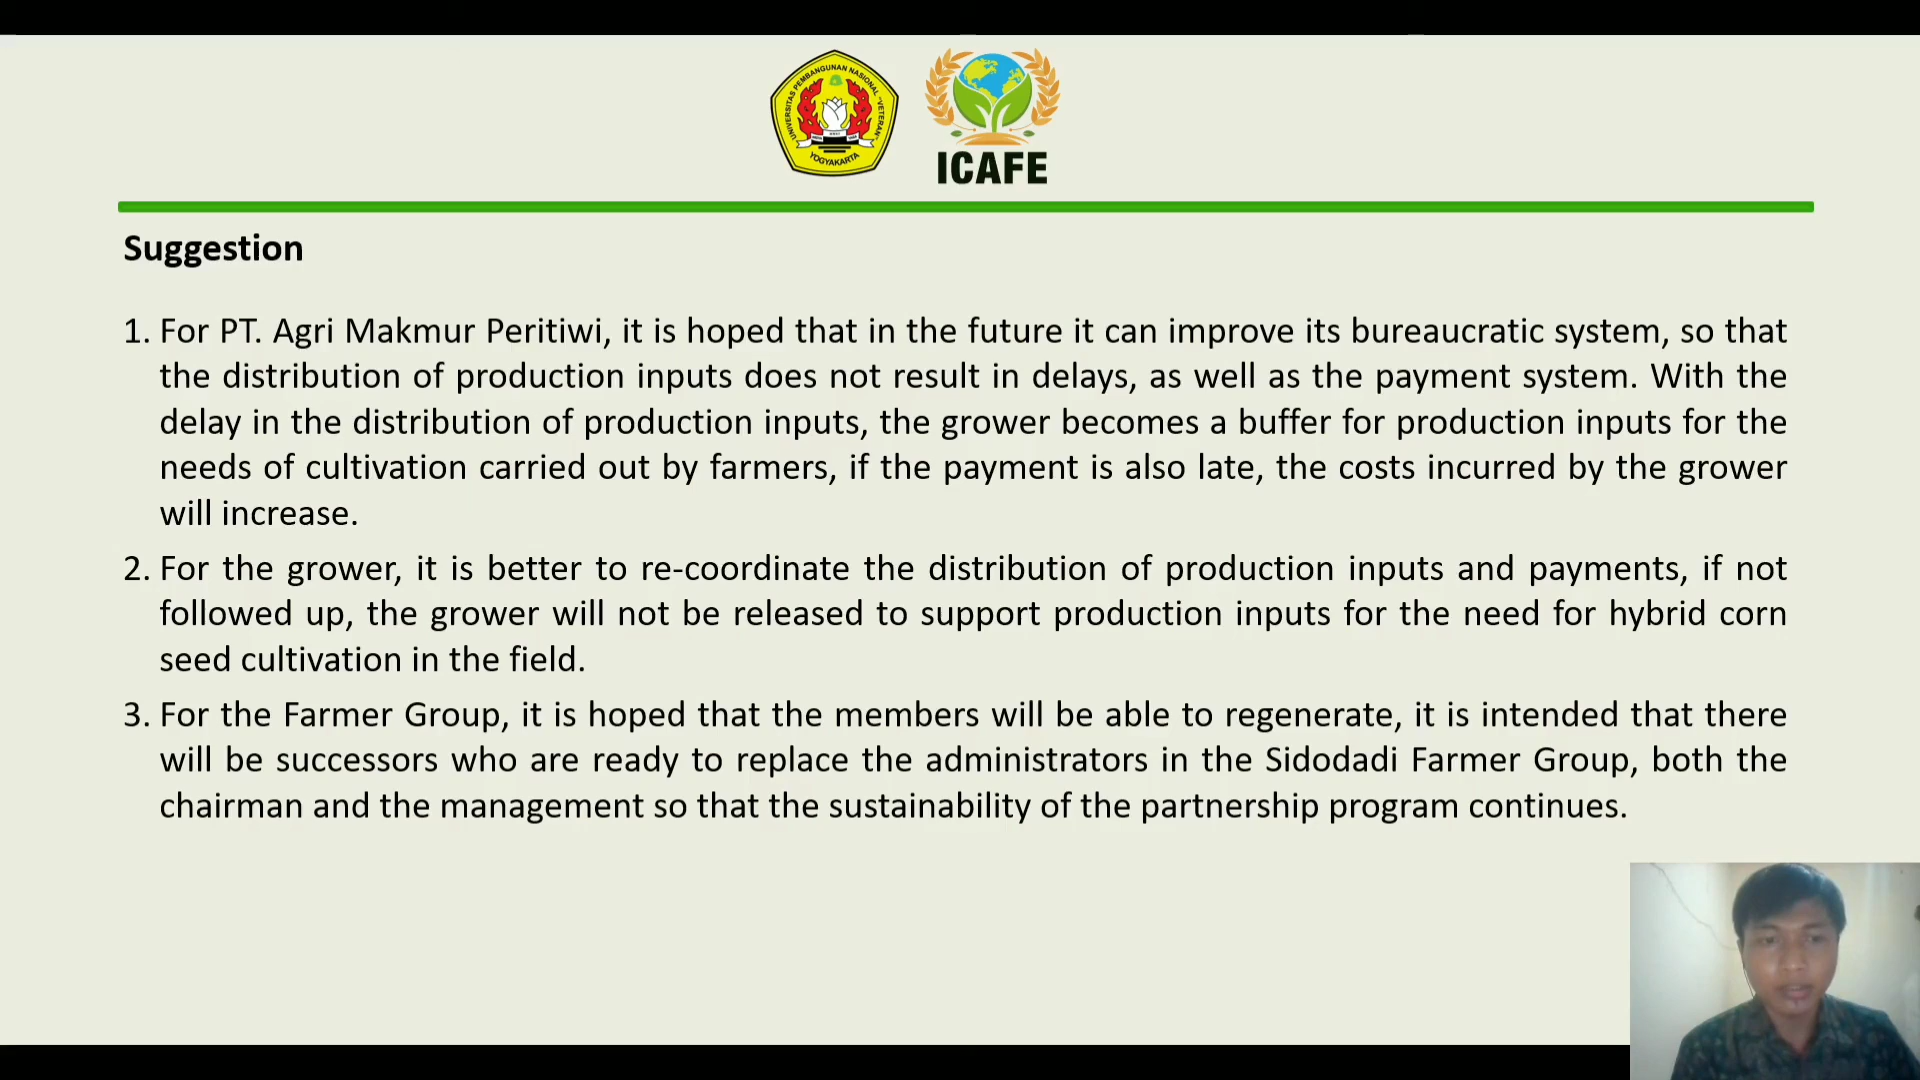 UNIVERSITAS PEMBANGUNAN NASIONAL "VETERAN"
YOGYAKARTA
ICAFE
Suggestion
1. For PT. Agri Makmur Peritiwi, it is hoped that in the future it can improve its bureaucratic system, so that
the distribution of production inputs does not result in delays, as well as the payment system. With the
delay in the distribution of production inputs, the grower becomes a buffer for production inputs for the
needs of cultivation carried out by farmers, if the payment is also late, the costs incurred by the grower
will increase.
2. For the grower, it is better to re-coordinate the distribution of production inputs and payments, if not
followed up, the grower will not be released to support production inputs for the need for hybrid corn
seed cultivation in the field.
3. For the Farmer Group, it is hoped that the members will be able to regenerate, it is intended that there
will be successors who are ready to replace the administrators in the Sidodadi Farmer Group, both the
chairman and the management so that the sustainability of the partnership program continues.